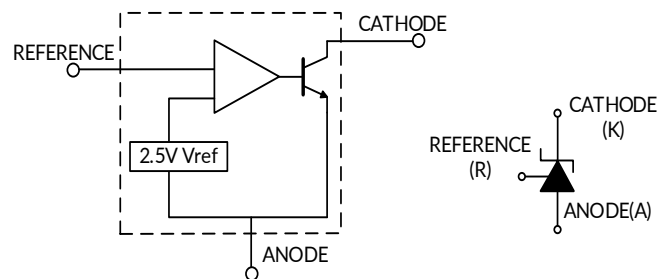 CATHODE
REFERENCE
2.5V Vref
ANODE
CATHODE
(K)
REFERENCE
(R)
ANODE(A)